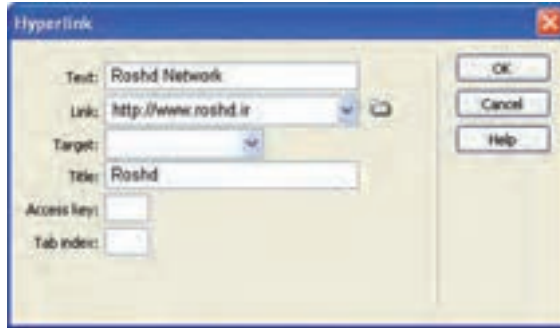 Hyperlink
Text: Roshd Network
OK
Link: http://www.roshd.ir
Cancel
Target:
Help
Title: Roshd
Access key:
Tab index: